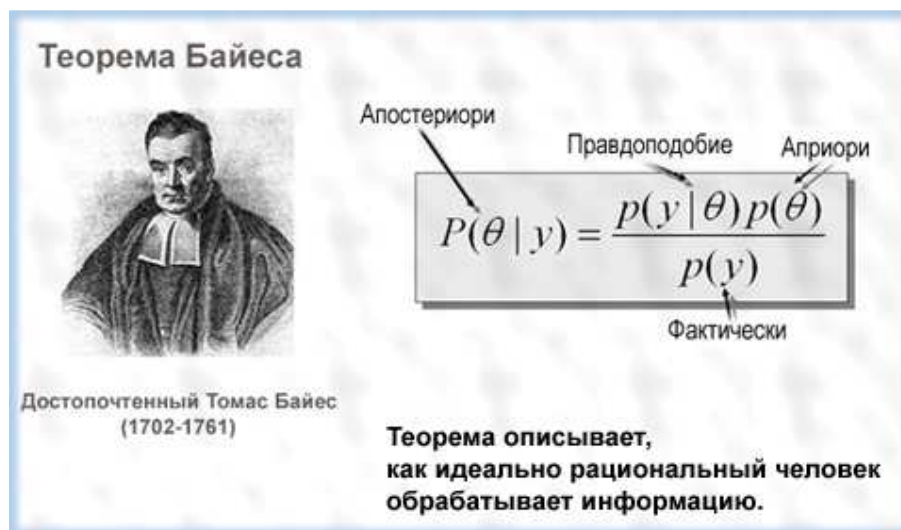 Теорема Байеса
Апостериори
Правдоподобие
Априори
P(θ | y) = p(y | θ) p(θ) / p(y)
Фактически
Достопочтенный Томас Байес
(1702-1761)
Теорема описывает,
как идеально рациональный человек
обрабатывает информацию.